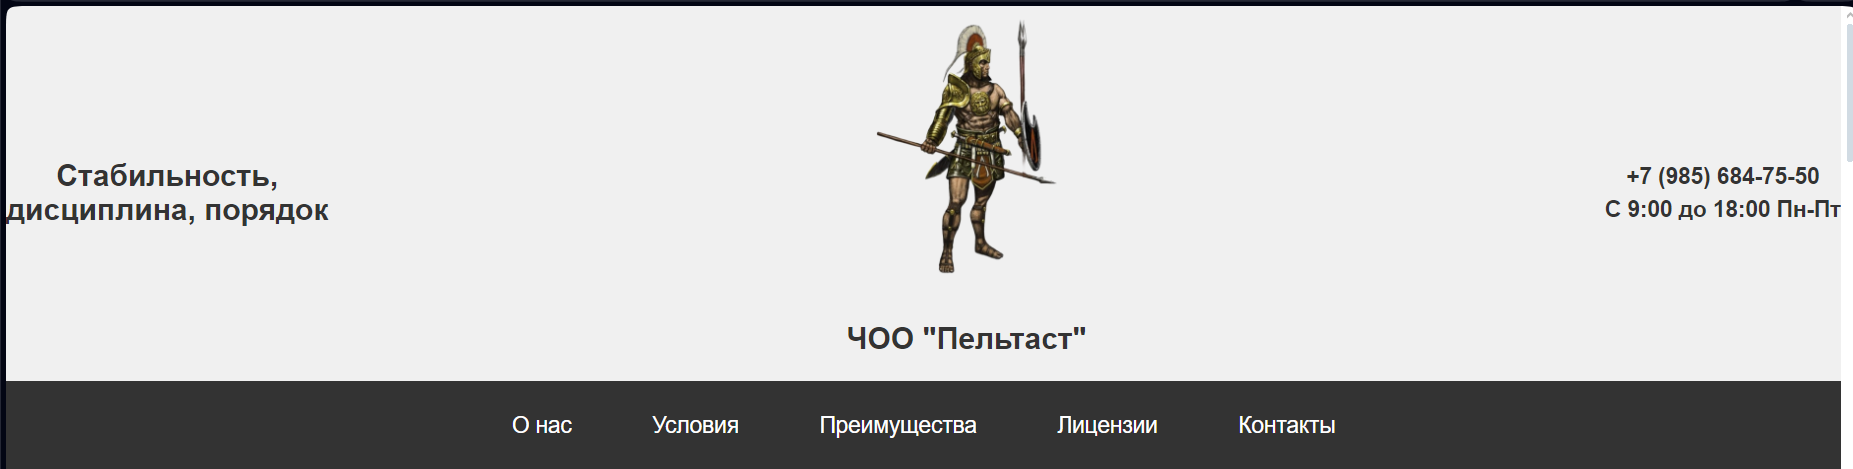 Стабильность,
дисциплина, порядок
+7 (985) 684-75-50
С 9:00 до 18:00 Пн-Пт
ЧОО "Пельтаст"
О нас Условия Преимущества Лицензии Контакты